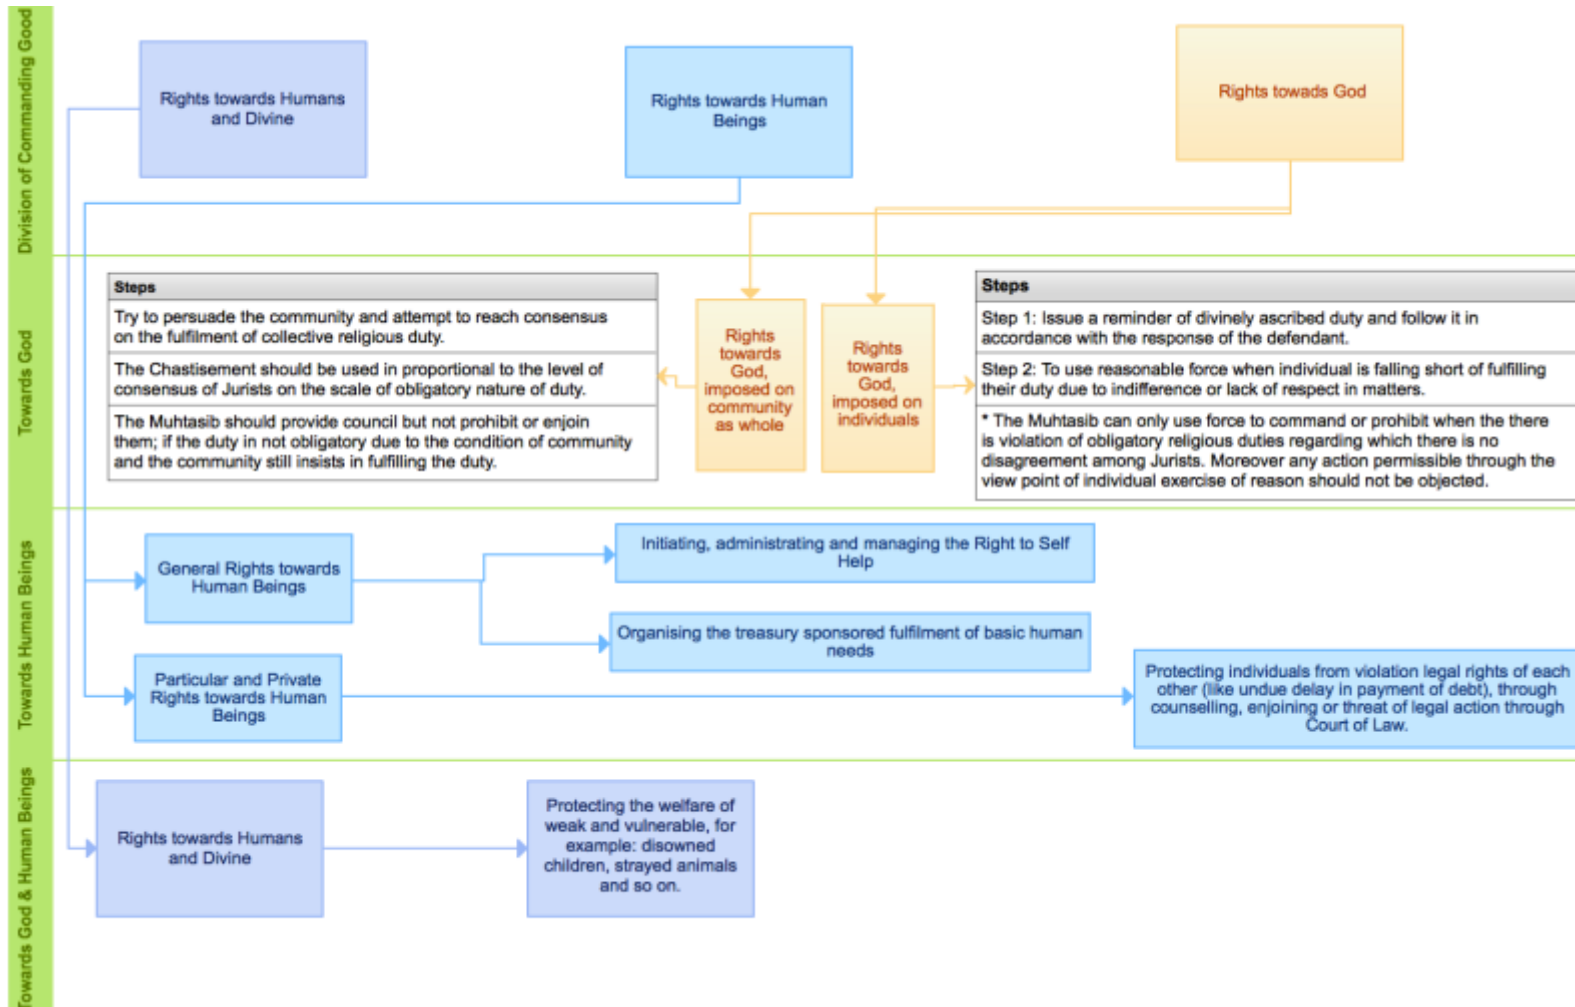 Division of Commanding Good
Rights towards Humans
and Divine
Rights towards Human
Beings
Rights towads God
Towards God
Steps
Try to persuade the community and attempt to reach consensus
on the fulfilment of collective religious duty.
The Chastisement should be used in proportional to the level of
consensus of Jurists on the scale of obligatory nature of duty.
The Muhtasib should provide council but not prohibit or enjoin
them; if the duty in not obligatory due to the condition of community
and the community still insists in fulfilling the duty.
Rights
towards
God,
imposed on
community
as whole
Rights
towards
God,
imposed on
individuals
Steps
Step 1: Issue a reminder of divinely ascribed duty and follow it in
accordance with the response of the defendant.
Step 2: To use reasonable force when individual is falling short of fulfilling
their duty due to indifference or lack of respect in matters.
* The Muhtasib can only use force to command or prohibit when the there
is violation of obligatory religious duties regarding which there is no
disagreement among Jurists. Moreover any action permissible through the
view point of individual exercise of reason should not be objected.
Towards Human Beings
General Rights towards
Human Beings
Initiating, administrating and managing the Right to Self
Help
Organising the treasury sponsored fulfilment of basic human
needs
Particular and Private
Rights towards Human
Beings
Protecting individuals from violation legal rights of each
other (like undue delay in payment of debt), through
counselling, enjoining or threat of legal action through
Court of Law.
Towards God & Human Beings
Rights towards Humans
and Divine
Protecting the welfare of
weak and vulnerable, for
example: disowned
children, strayed animals
and so on.